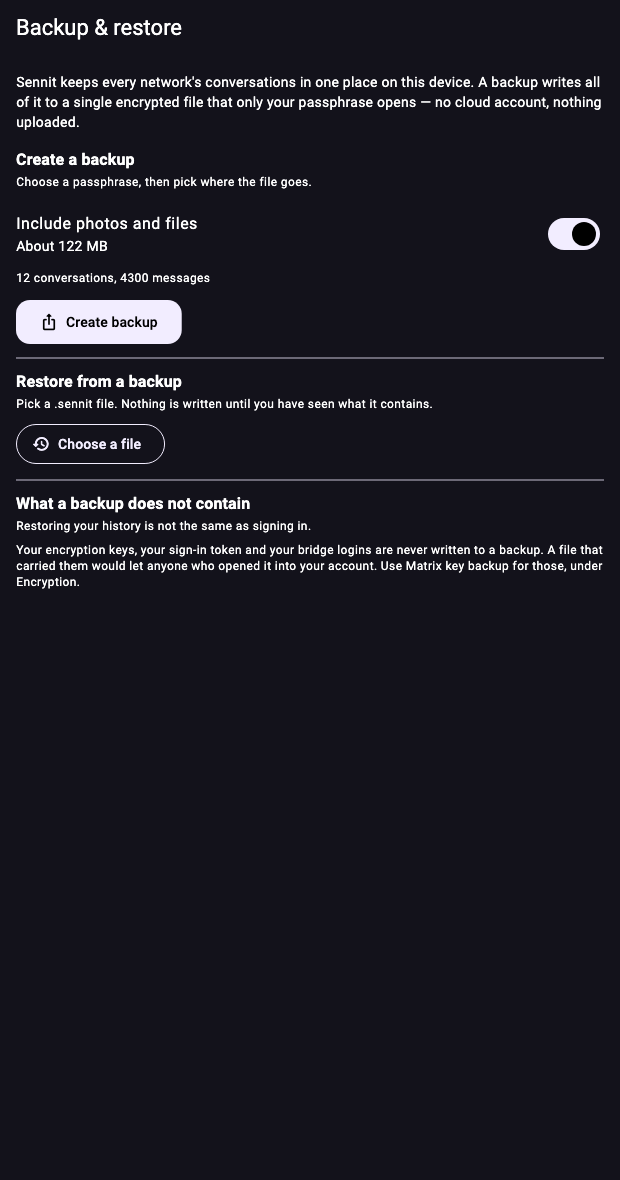 Backup & restore
Sennit keeps every network's conversations in one place on this device. A backup writes all
of it to a single encrypted file that only your passphrase opens — no cloud account, nothing
uploaded.
Create a backup
Choose a passphrase, then pick where the file goes.
Include photos and files
About 122 MB
12 conversations, 4300 messages
Create backup
Restore from a backup
Pick a .sennit file. Nothing is written until you have seen what it contains.
Choose a file
What a backup does not contain
Restoring your history is not the same as signing in.
Your encryption keys, your sign-in token and your bridge logins are never written to a backup. A file that
carried them would let anyone who opened it into your account. Use Matrix key backup for those, under
Encryption.